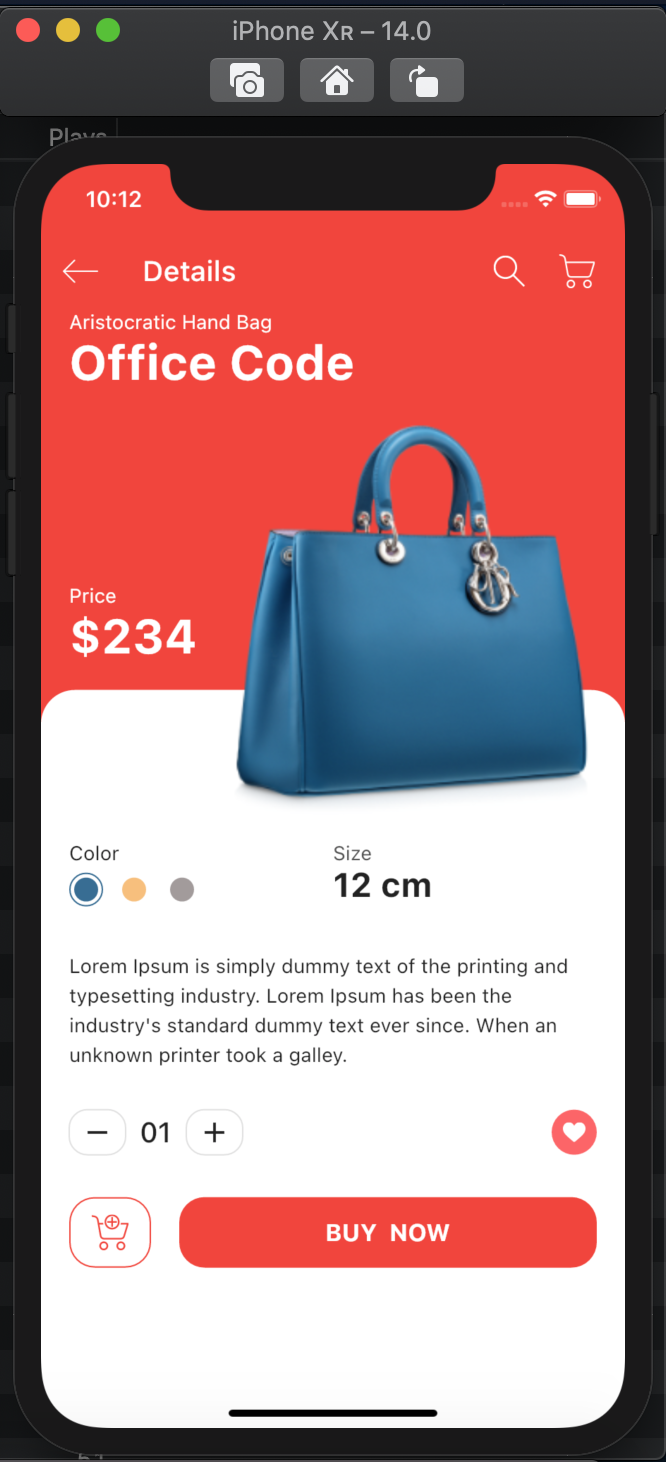 iPhone Xʀ – 14.0
Plays
10:12
Details
Aristocratic Hand Bag
Office Code
Price
$234
Color
Size
12 cm
Lorem Ipsum is simply dummy text of the printing and
typesetting industry. Lorem Ipsum has been the
industry's standard dummy text ever since. When an
unknown printer took a galley.
01
BUY NOW